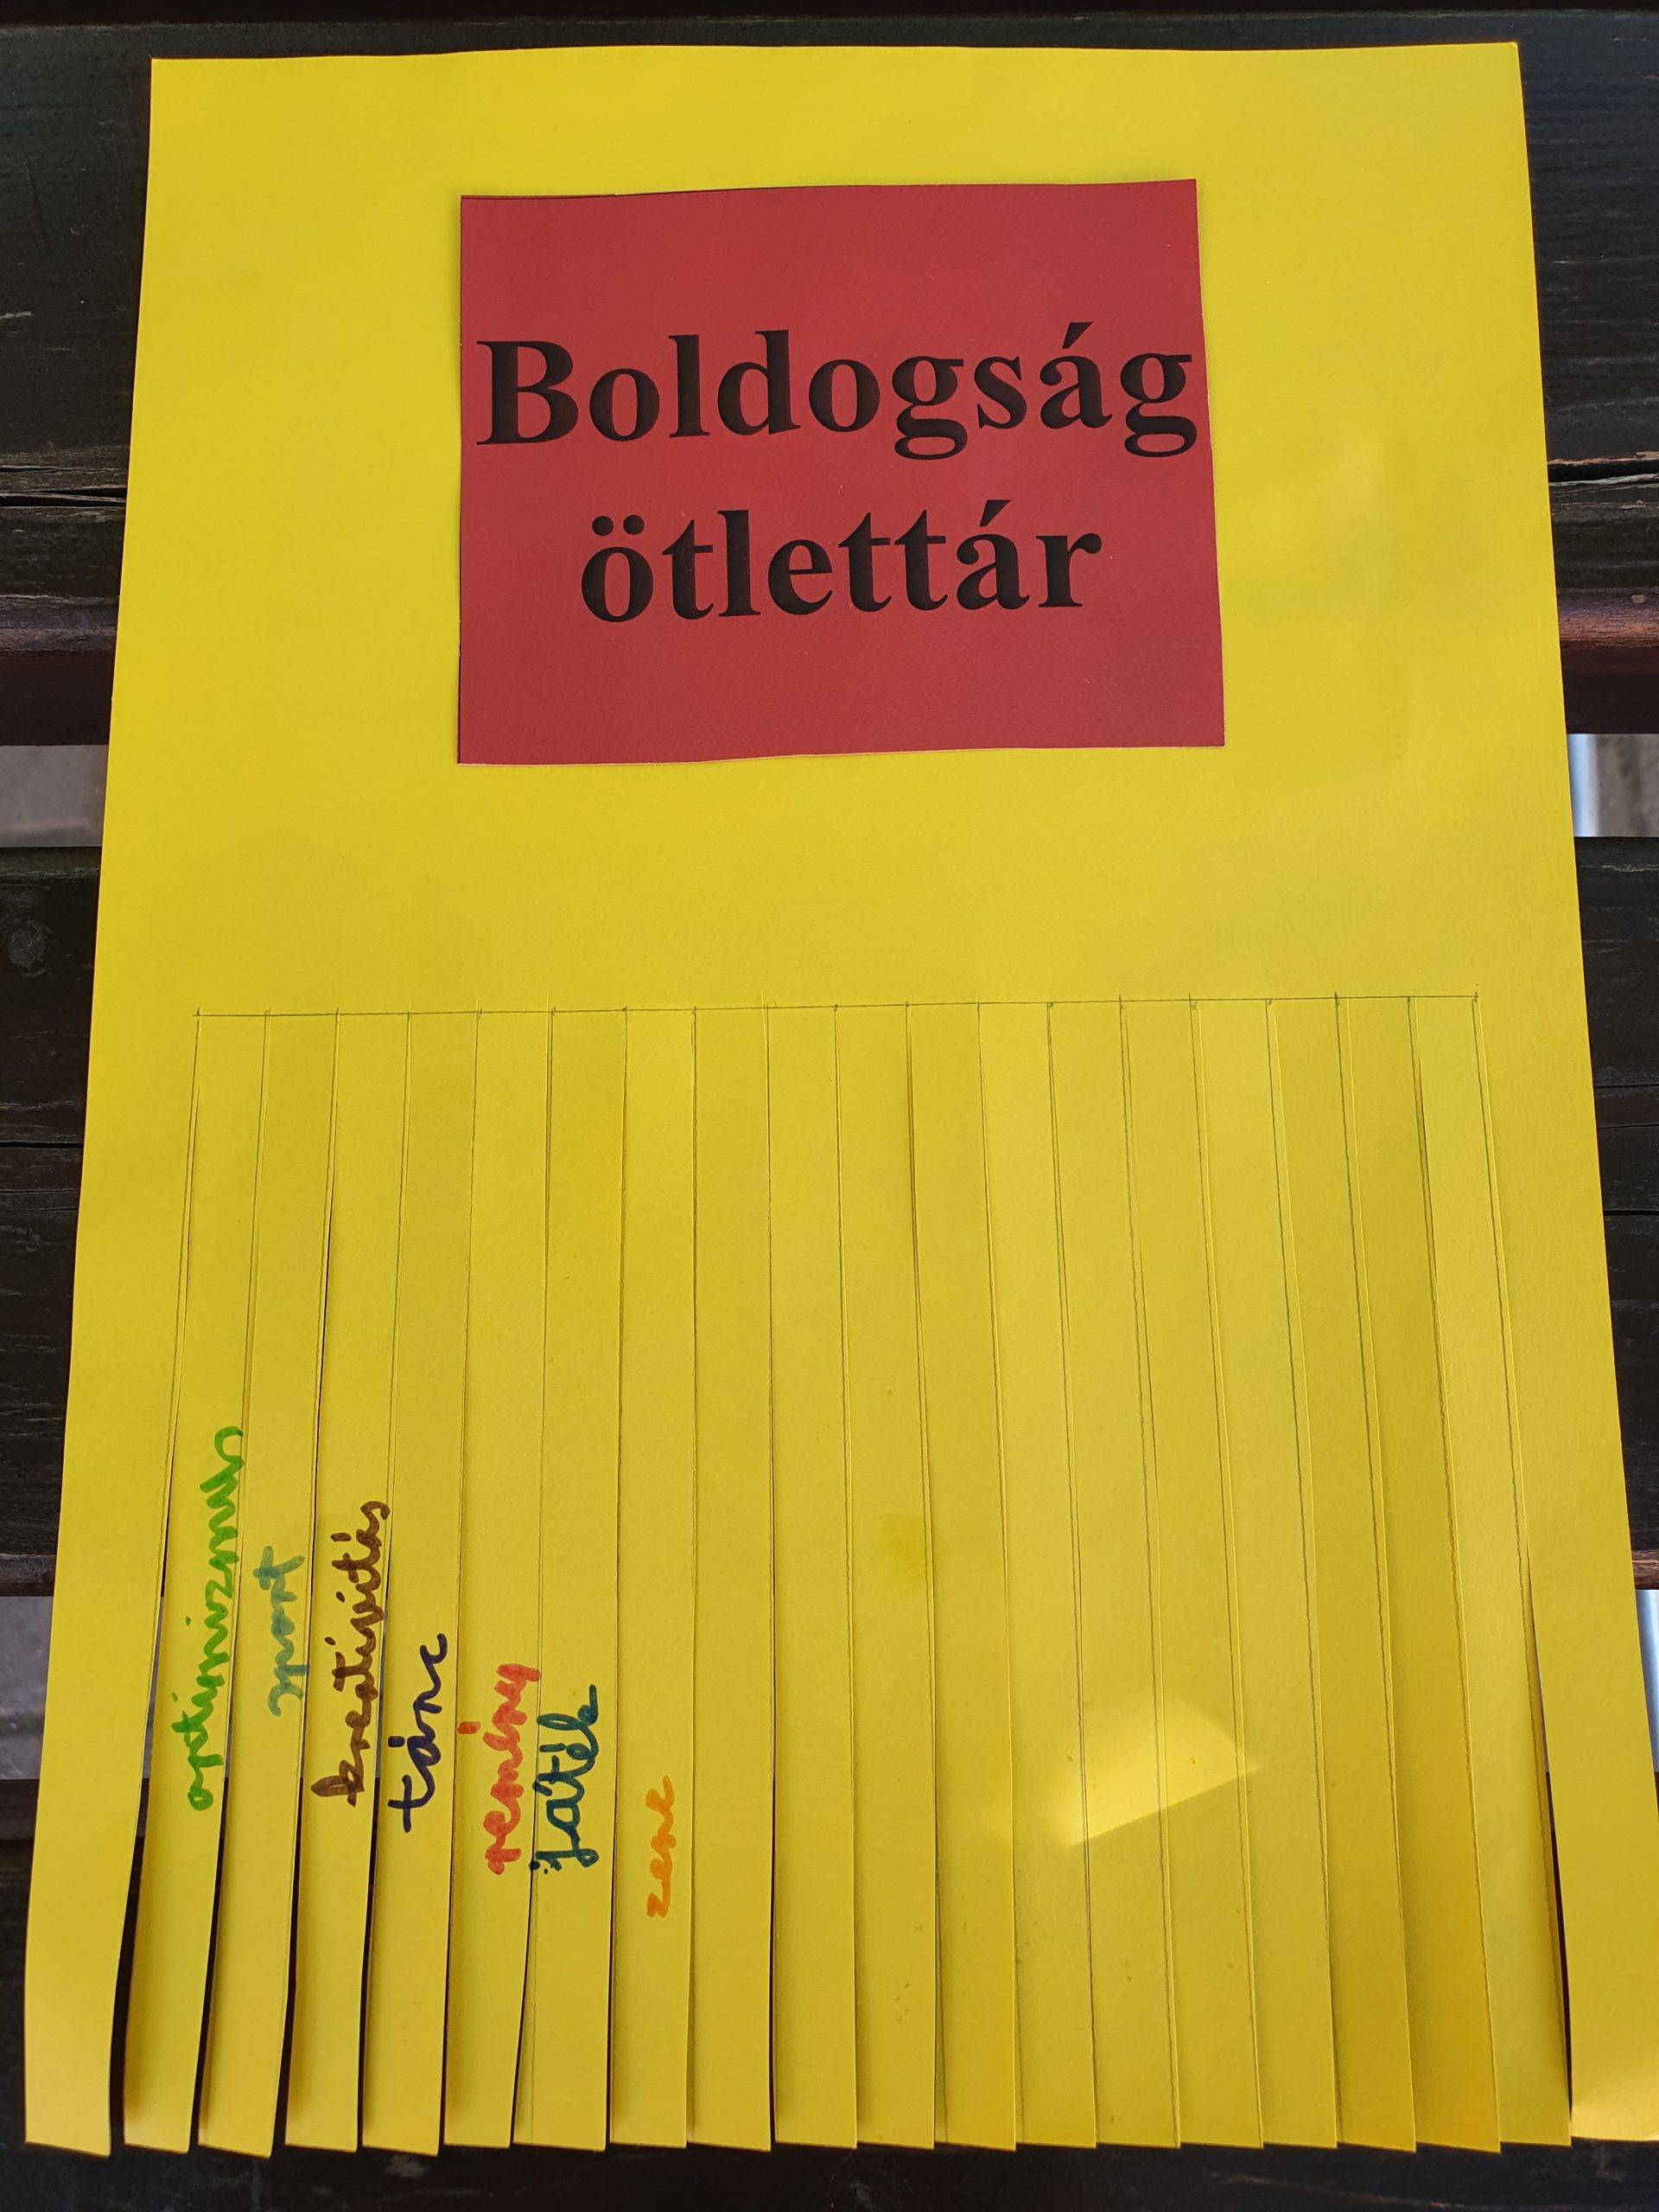 Boldogság
ötlettár
optimizmus
sport
kreativitás
tánc
remény
játék
zene